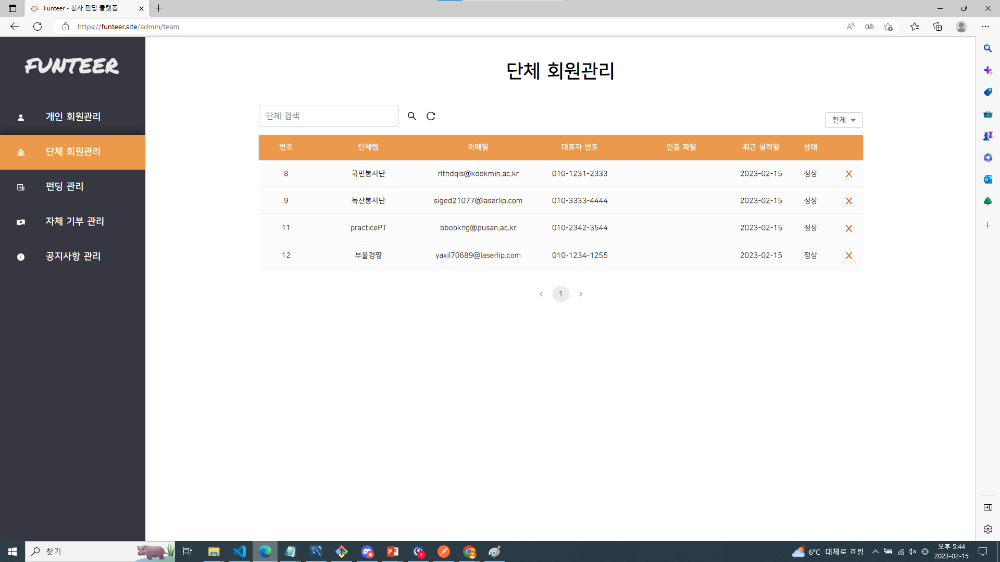 Funteer - 봉사 펀딩 플랫폼
https://funteer.site/admin/team
FUNTEER
개인 회원관리
단체 회원관리
펀딩 관리
자체 기부 관리
공지사항 관리
단체 회원관리
단체 검색
전체
번호 단체명 이메일 대표자 번호 인증 파일 최근 실적일 상태
8 국민봉사단 rlthdqls@kookmin.ac.kr 010-1231-2333 2023-02-15 정상 X
9 녹산봉사단 siged21077@laserlip.com 010-3333-4444 2023-02-15 정상 X
11 practicePT bbookng@pusan.ac.kr 010-2342-3544 2023-02-15 정상 X
12 부울경짱 yaxil70689@laserlip.com 010-1234-1255 2023-02-15 정상 X
1
찾기
6°C 대체로 흐림
오후 5:44
2023-02-15